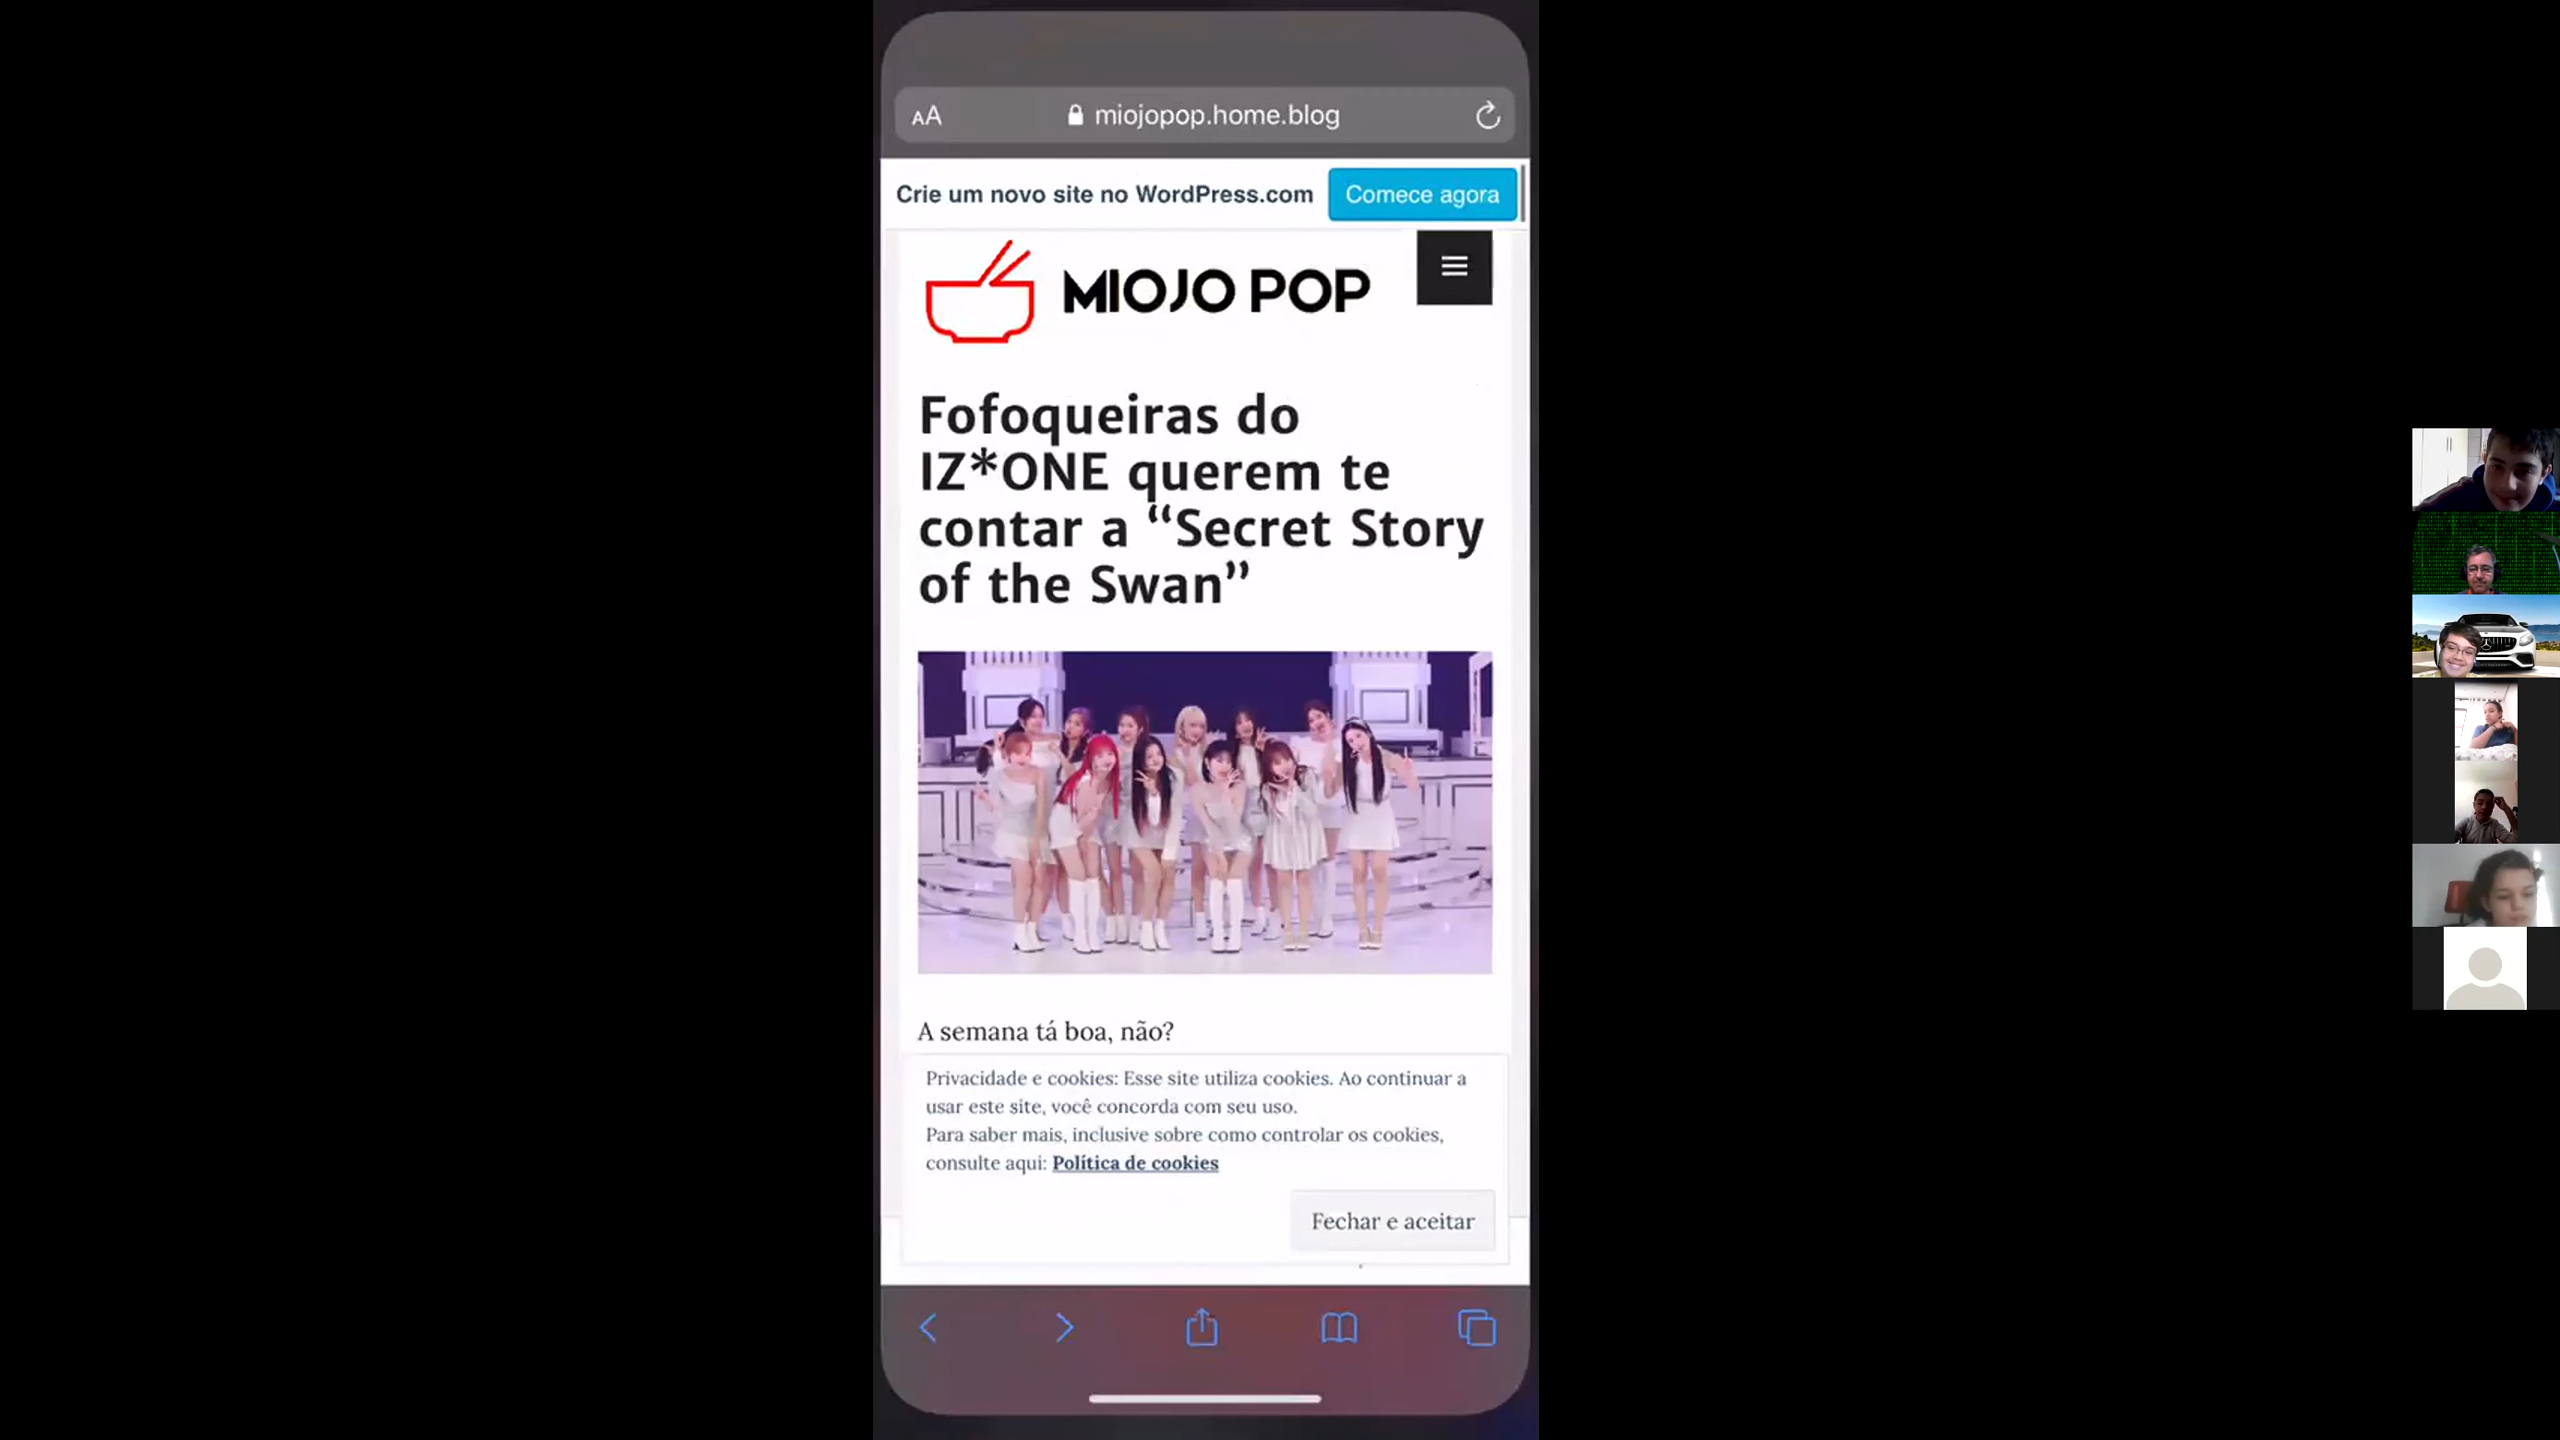 AA miojopop.home.blog
Crie um novo site no WordPress.com Comece agora
MIOJO POP
Fofoqueiras do
IZ*ONE querem te
contar a “Secret Story
of the Swan”
A semana tá boa, não?
Privacidade e cookies: Esse site utiliza cookies. Ao continuar a
usar este site, você concorda com seu uso.
Para saber mais, inclusive sobre como controlar os cookies,
consulte aqui: Política de cookies
Fechar e aceitar